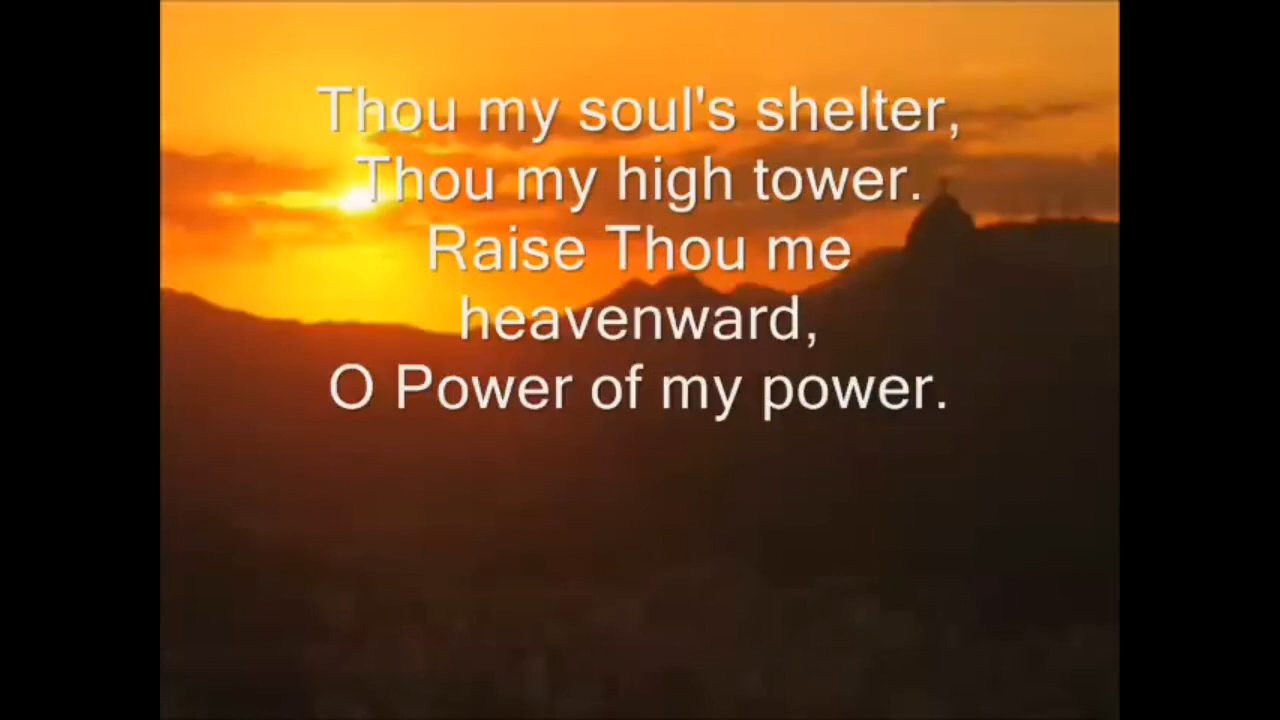 Thou my soul's shelter,
Thou my high tower.
Raise Thou me
heavenward,
O Power of my power.